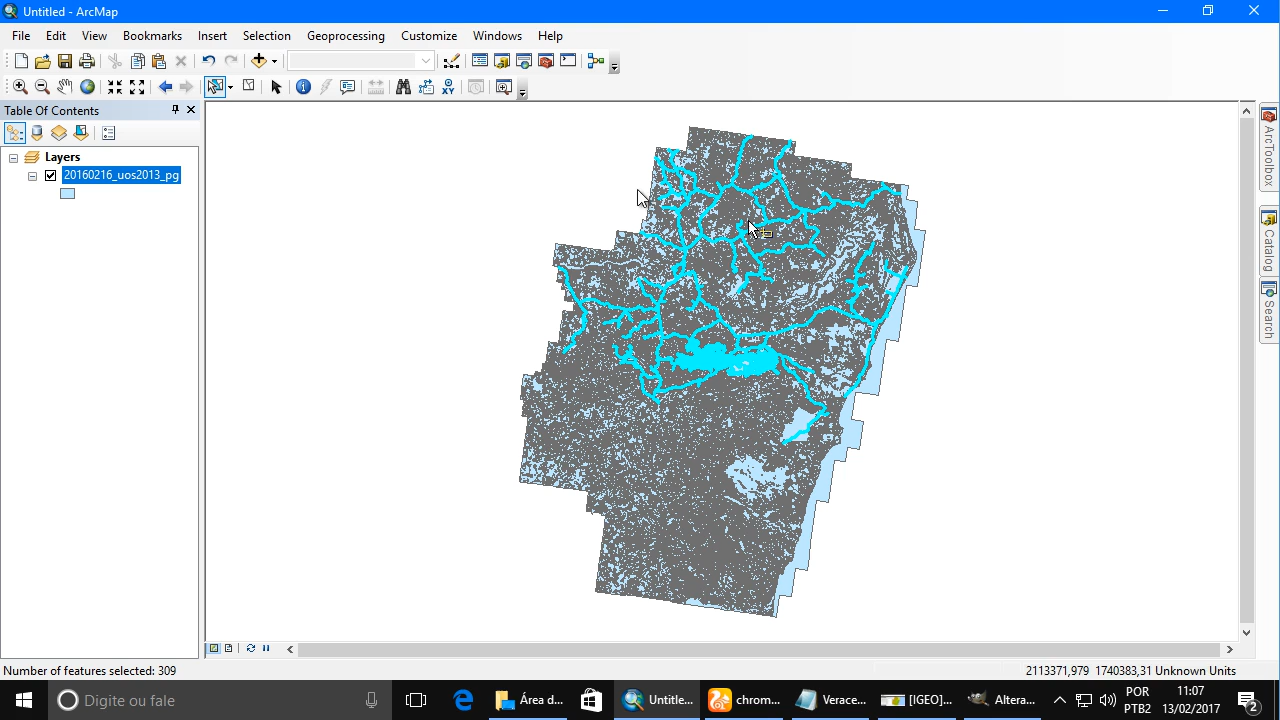 Untitled - ArcMap
File Edit View Bookmarks Insert Selection Geoprocessing Customize Windows Help
Table Of Contents
Layers
20160216_uos2013_pg
ArcToolbox
Catalog
Search
Number of features selected: 309
2113371,979 1740383,31 Unknown Units
Digite ou fale
Área d...
Untitle...
chrom...
Verace...
[IGEO]...
Altera...
POR
PTB2
11:07
13/02/2017
2